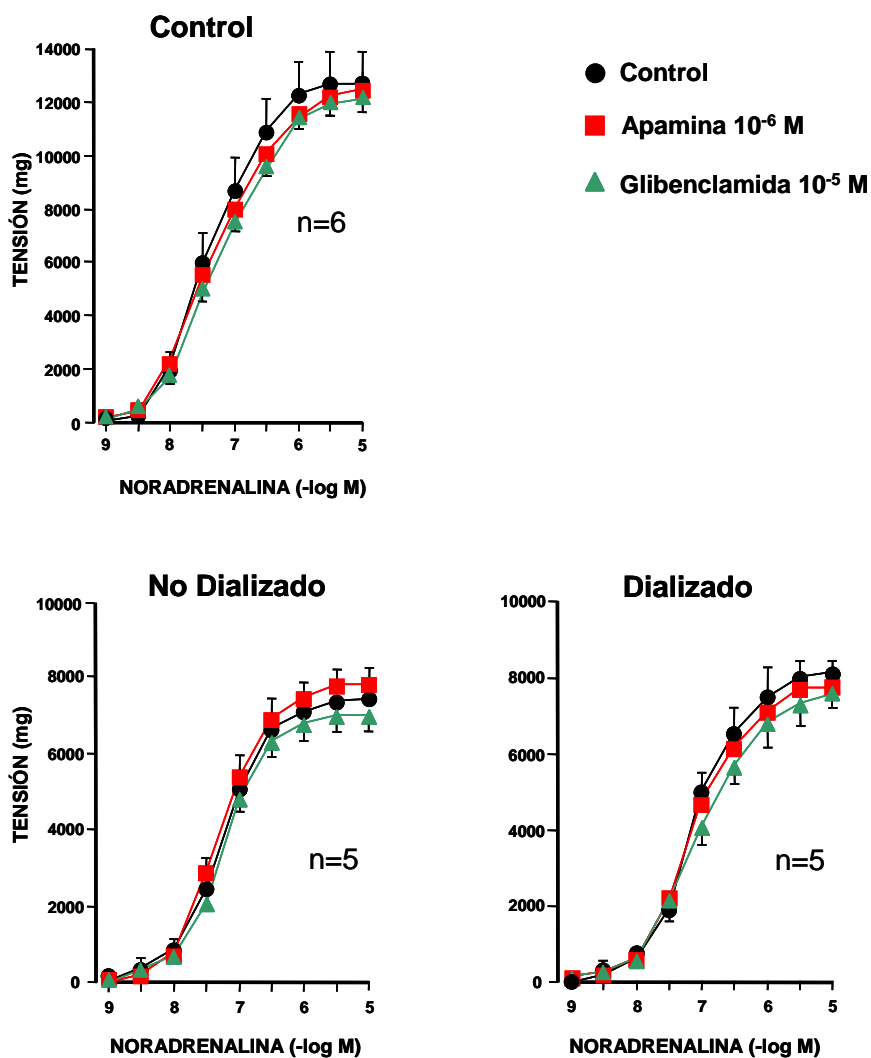 Control
14000
12000
10000
8000
6000
4000
2000
0
TENSIÓN (mg)
n=6
9 8 7 6 5
NORADRENALINA (-log M)
Control
Apamina 10⁻⁶ M
Glibenclamida 10⁻⁵ M
No Dializado
10000
8000
6000
4000
2000
0
TENSIÓN (mg)
n=5
9 8 7 6 5
NORADRENALINA (-log M)
Dializado
10000
8000
6000
4000
2000
0
n=5
9 8 7 6 5
NORADRENALINA (-log M)